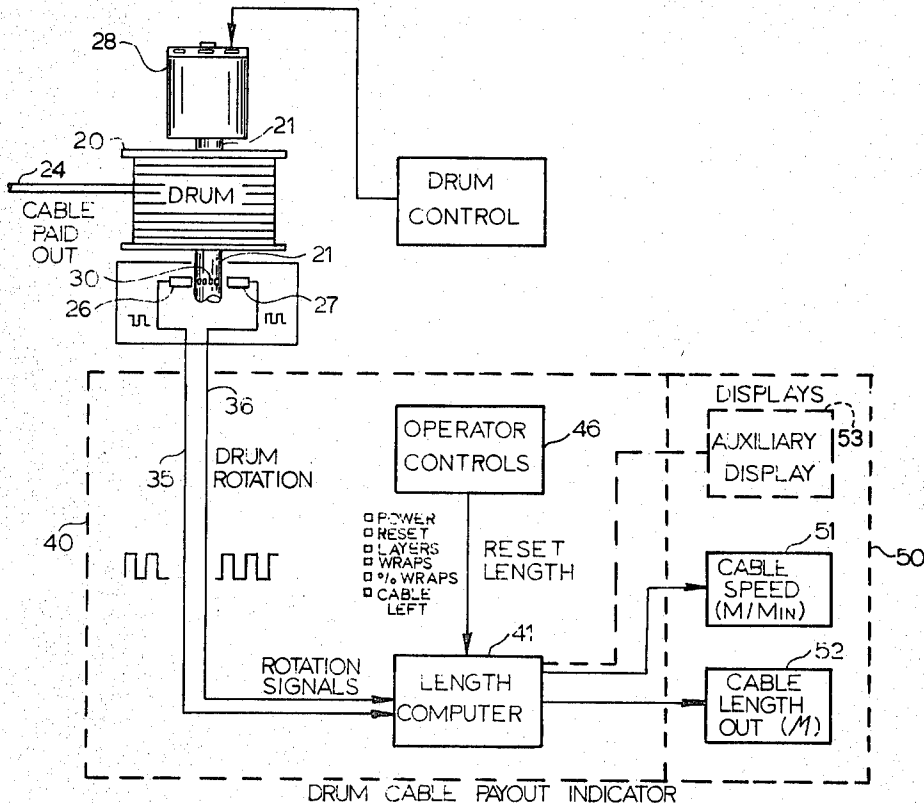 28
21
20
24
DRUM
CABLE
PAID
OUT
DRUM
CONTROL
21
30
26
27
36
35
DRUM
ROTATION
OPERATOR
CONTROLS
46
DISPLAYS
53
AUXILIARY
DISPLAY
40
POWER
RESET
LAYERS
WRAPS
% WRAPS
CABLE
LEFT
RESET
LENGTH
51
CABLE
SPEED
(M/MIN)
50
41
ROTATION
SIGNALS
LENGTH
COMPUTER
52
CABLE
LENGTH
OUT (M)
DRUM CABLE PAYOUT INDICATOR